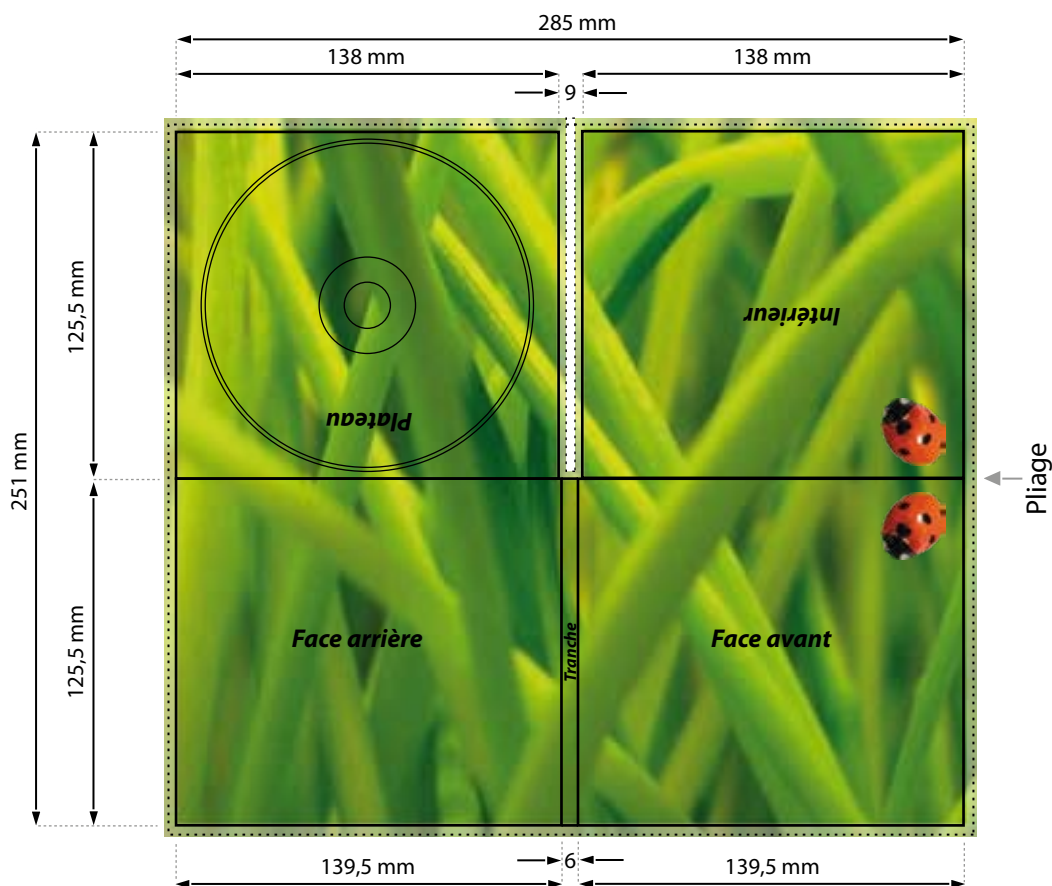 285 mm
138 mm
138 mm
9
125,5 mm
251 mm
Plateau
Intérieur
Pliage
125,5 mm
Face arrière
Tranche
Face avant
139,5 mm
6
139,5 mm